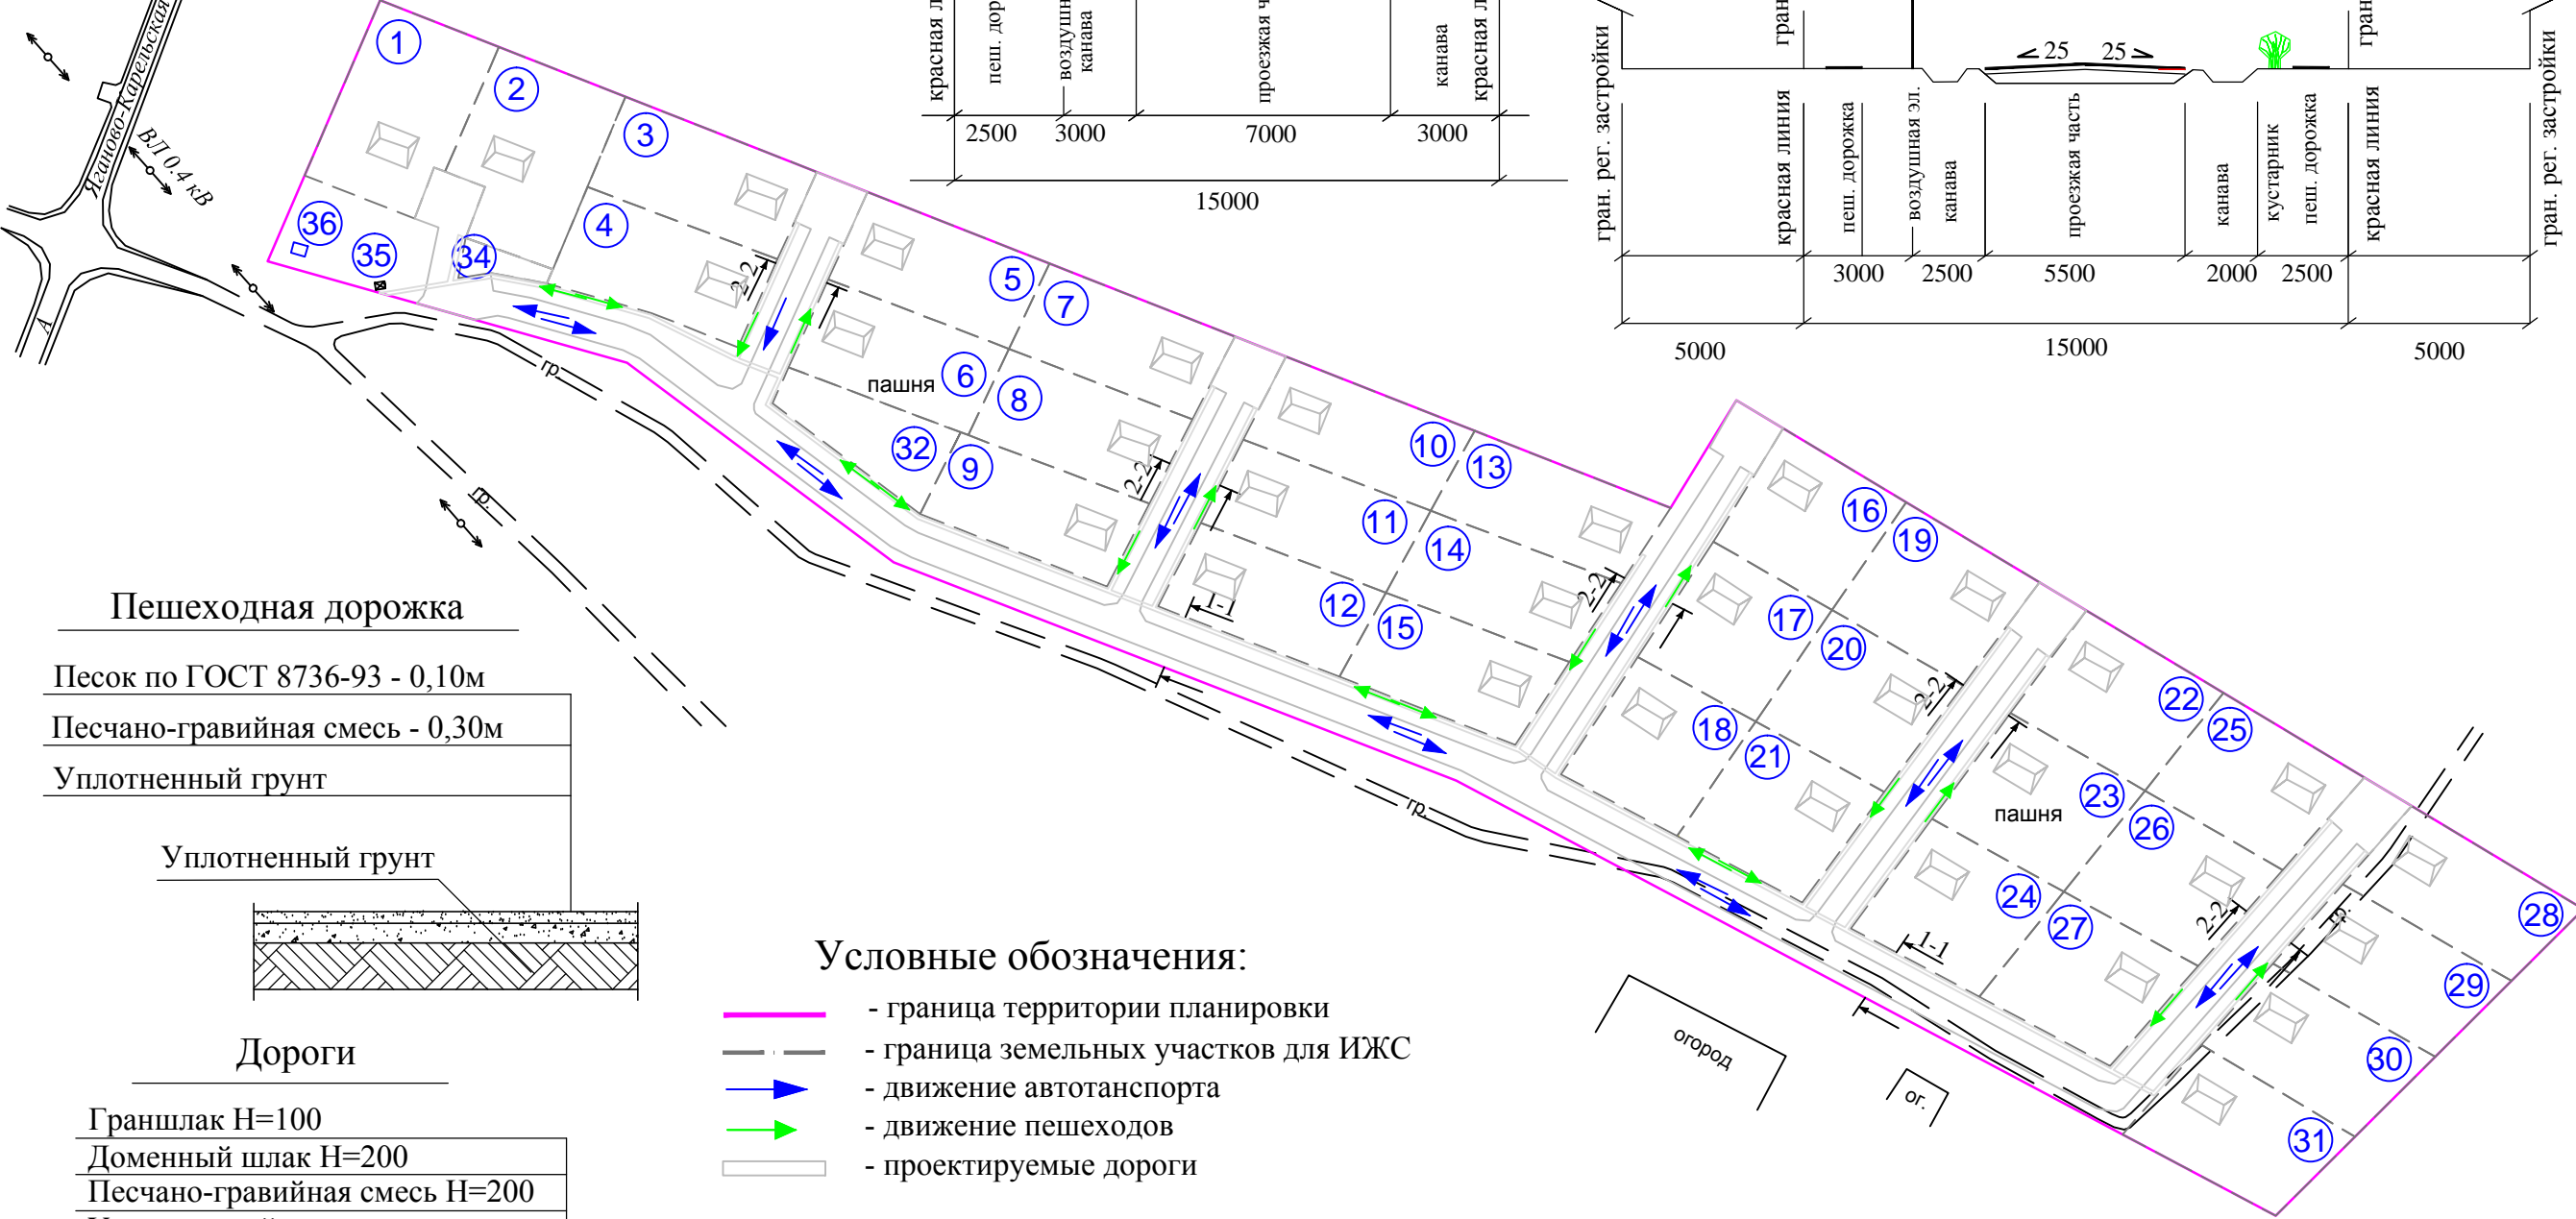 Яганово-Карельская
ВЛ 0.4 кВ
А
1
2
3
4
36
35
34
5
7
6
8
32
9
10
13
11
14
12
15
16
19
17
20
18
21
22
25
23
26
24
27
28
29
30
31
пашня
пашня
гр.
гр.
гр.
гр.
2-2
2-2
2-2
2-2
2-2
1-1
1-1
огород
ог.
красная
канава
проезжая
канава
красная
2500
3000
7000
3000
15000
гран. рег. застройки
красная линия
пеш. дорожка
воздушная эл.
канава
проезжая часть
канава
кустарник
пеш. дорожка
красная линия
гран. рег. застройки
25
25
3000
2500
5500
2000
2500
5000
15000
5000
Пешеходная дорожка
Песок по ГОСТ 8736-93 - 0,10м
Песчано-гравийная смесь - 0,30м
Уплотненный грунт
Уплотненный грунт
Дороги
Граншлак Н=100
Доменный шлак Н=200
Песчано-гравийная смесь Н=200
Условные обозначения:
- граница территории планировки
- граница земельных участков для ИЖС
- движение автотанспорта
- движение пешеходов
- проектируемые дороги